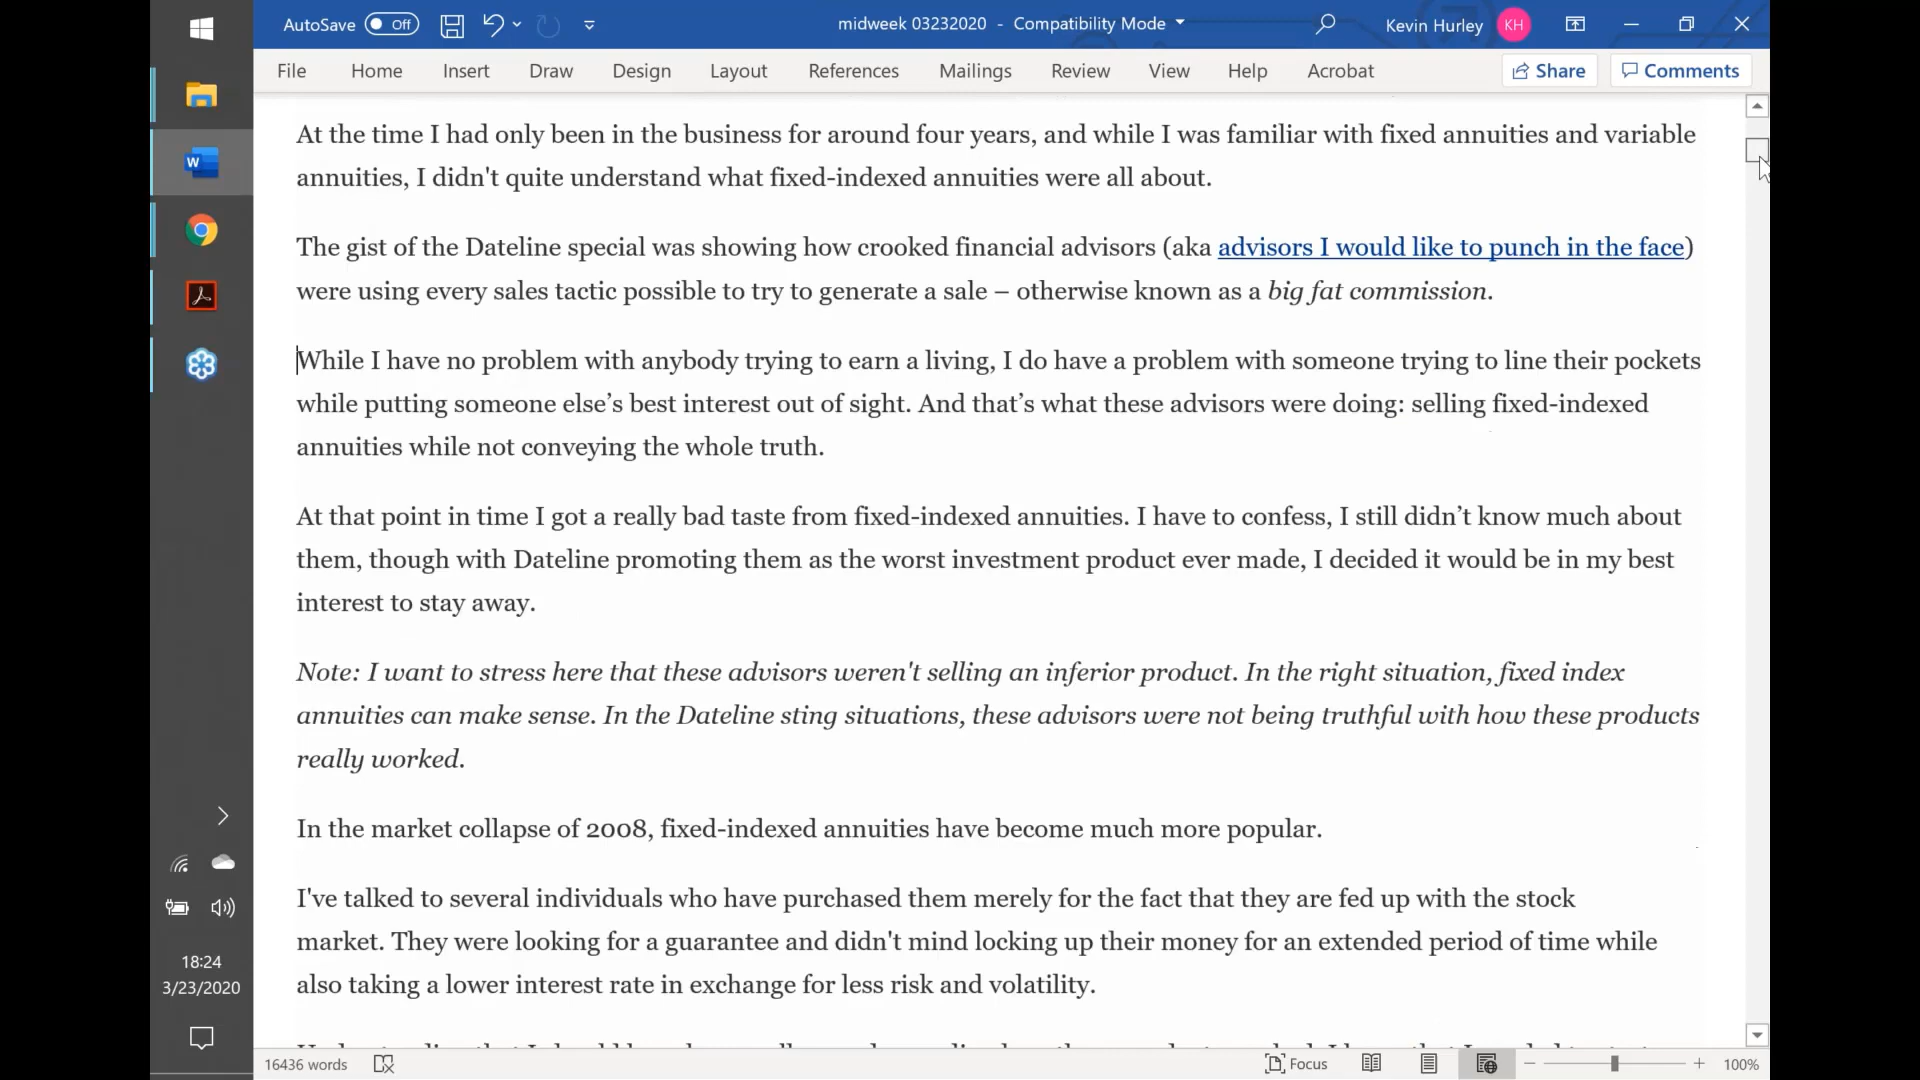 AutoSave Off midweek 03232020 - Compatibility Mode Kevin Hurley KH
File Home Insert Draw Design Layout References Mailings Review View Help Acrobat Share Comments
At the time I had only been in the business for around four years, and while I was familiar with fixed annuities and variable
annuities, I didn't quite understand what fixed-indexed annuities were all about.
The gist of the Dateline special was showing how crooked financial advisors (aka advisors I would like to punch in the face)
were using every sales tactic possible to try to generate a sale – otherwise known as a big fat commission.
While I have no problem with anybody trying to earn a living, I do have a problem with someone trying to line their pockets
while putting someone else’s best interest out of sight. And that’s what these advisors were doing: selling fixed-indexed
annuities while not conveying the whole truth.
At that point in time I got a really bad taste from fixed-indexed annuities. I have to confess, I still didn’t know much about
them, though with Dateline promoting them as the worst investment product ever made, I decided it would be in my best
interest to stay away.
Note: I want to stress here that these advisors weren't selling an inferior product. In the right situation, fixed index
annuities can make sense. In the Dateline sting situations, these advisors were not being truthful with how these products
really worked.
In the market collapse of 2008, fixed-indexed annuities have become much more popular.
I've talked to several individuals who have purchased them merely for the fact that they are fed up with the stock
market. They were looking for a guarantee and didn't mind locking up their money for an extended period of time while
also taking a lower interest rate in exchange for less risk and volatility.
18:24
3/23/2020
16436 words Focus 100%